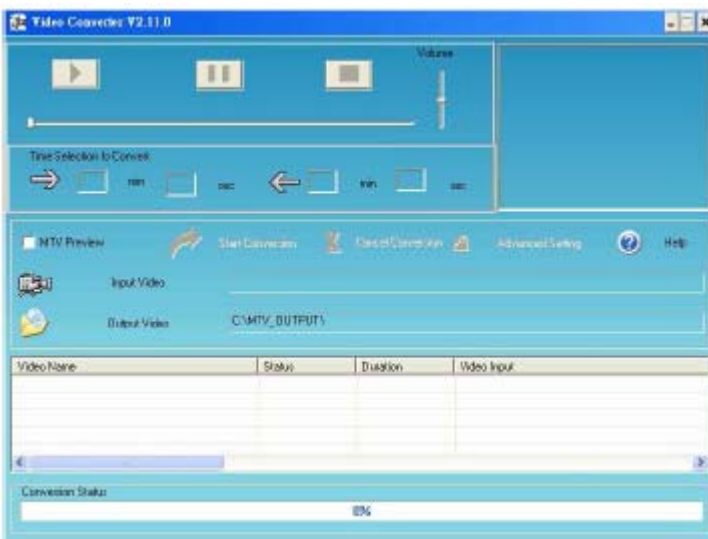 Video Converter V2.11.0
Volume
Time Selection to Convert
min sec min sec
MTV Preview Start Conversion Cancel Conversion Advanced Setting Help
Input Video
Output Video C:\MTV_OUTPUT\
Video Name Status Duration Video Input
Conversion Status
0%